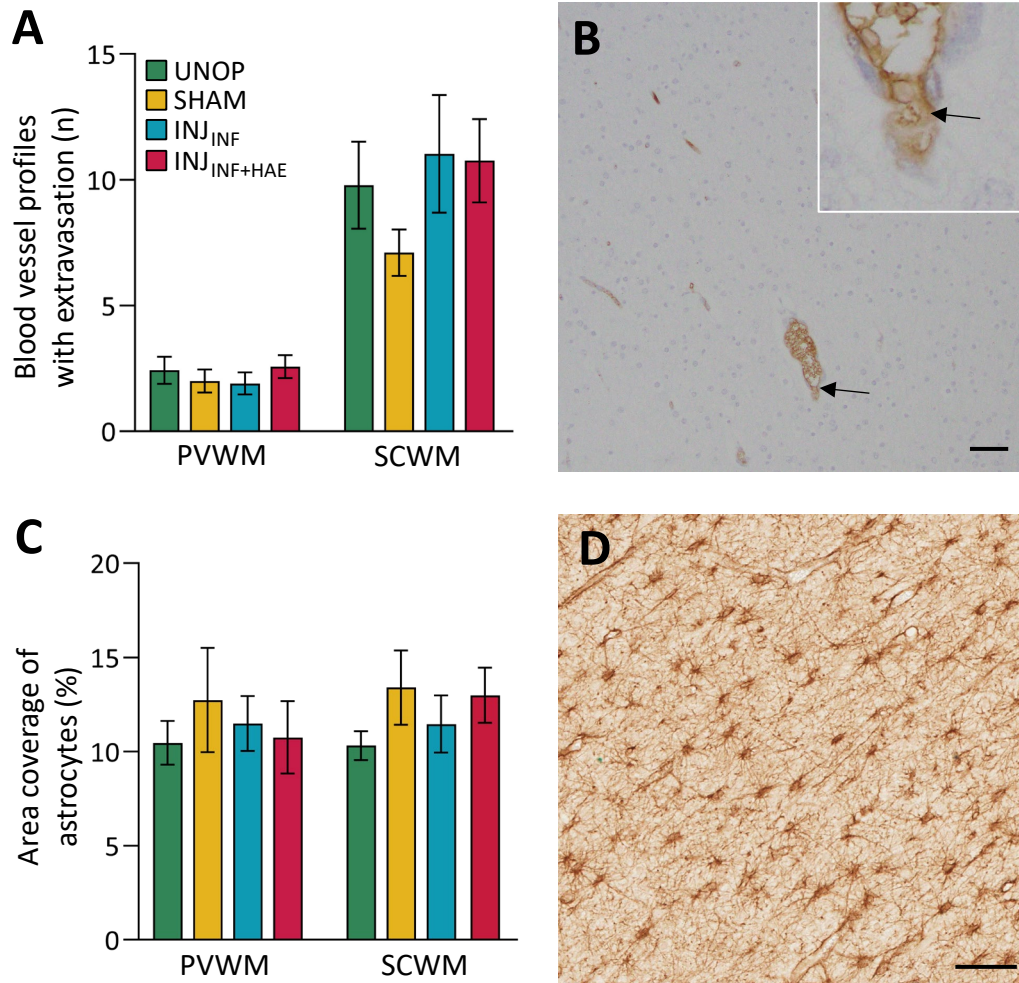 A
Blood vessel profiles
with extravasation (n)
15
10
5
0
UNOP
SHAM
INJINF
INJINF+HAE
PVWM
SCWM
B
C
Area coverage of
astrocytes (%)
20
15
10
5
0
PVWM
SCWM
D